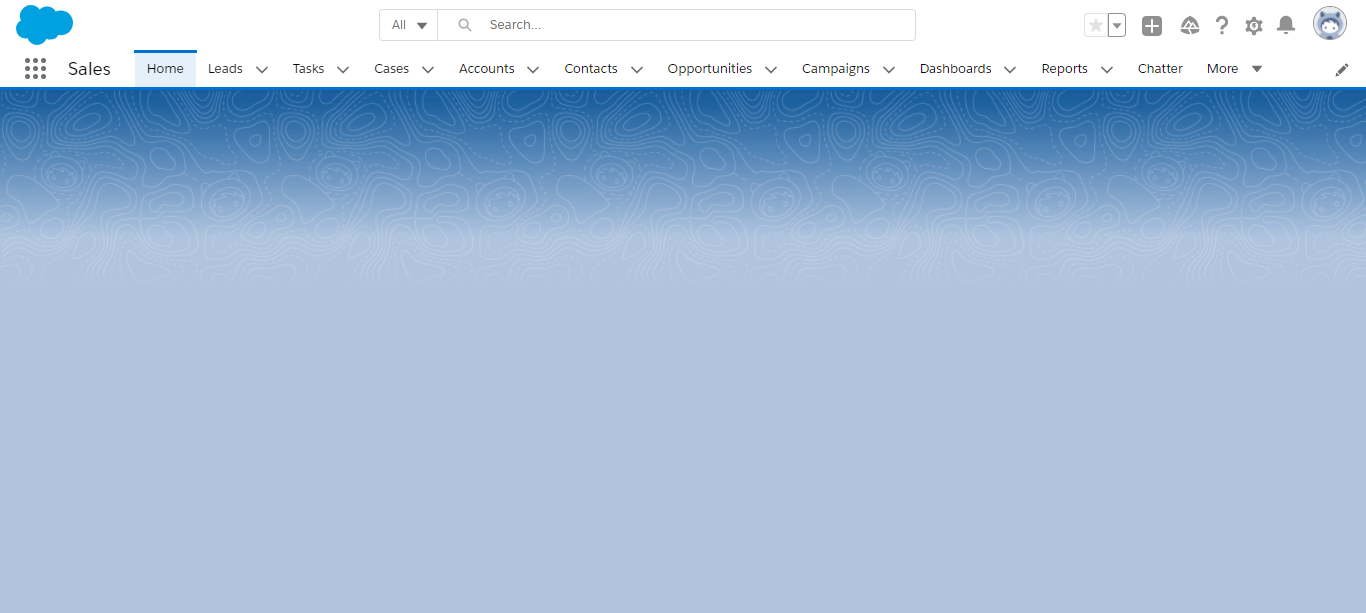 All
Search...
Sales
Home
Leads
Tasks
Cases
Accounts
Contacts
Opportunities
Campaigns
Dashboards
Reports
Chatter
More